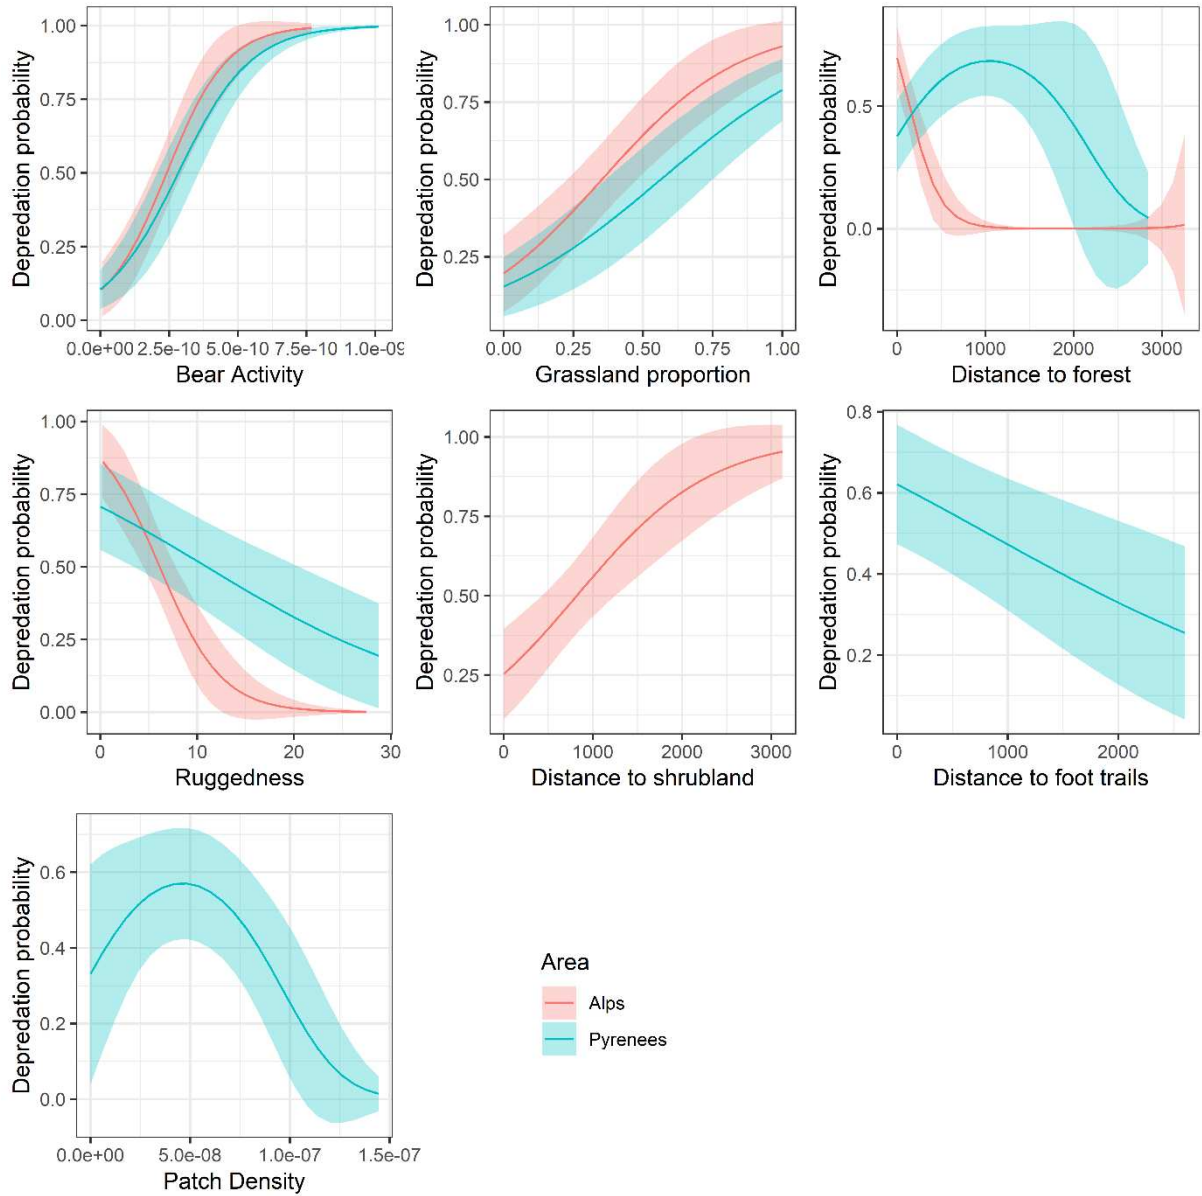 Depredation probability
1.00
0.75
0.50
0.25
0.00
0.0e+00 2.5e-10 5.0e-10 7.5e-10 1.0e-09
Bear Activity
Depredation probability
1.00
0.75
0.50
0.25
0.00 0.25 0.50 0.75 1.00
Grassland proportion
Depredation probability
0.5
0.0
0 1000 2000 3000
Distance to forest
Depredation probability
1.00
0.75
0.50
0.25
0.00
0 10 20 30
Ruggedness
Depredation probability
1.00
0.75
0.50
0.25
0 1000 2000 3000
Distance to shrubland
Depredation probability
0.8
0.6
0.4
0.2
0 1000 2000
Distance to foot trails
Depredation probability
0.6
0.4
0.2
0.0
0.0e+00 5.0e-08 1.0e-07 1.5e-07
Patch Density
Area
Alps
Pyrenees